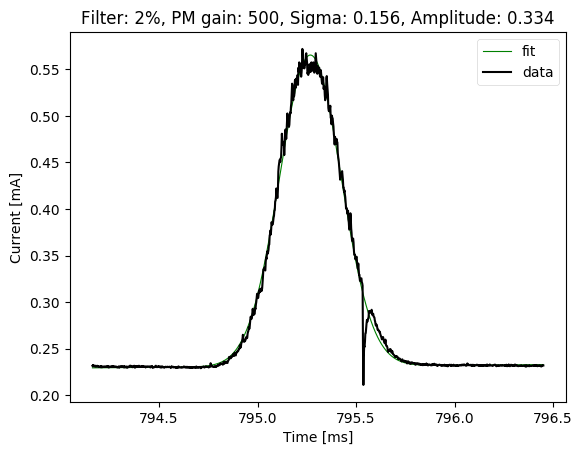 Filter: 2%, PM gain: 500, Sigma: 0.156, Amplitude: 0.334
fit
data
0.55
0.50
0.45
0.40
0.35
0.30
0.25
0.20
Current [mA]
794.5 795.0 795.5 796.0 796.5
Time [ms]